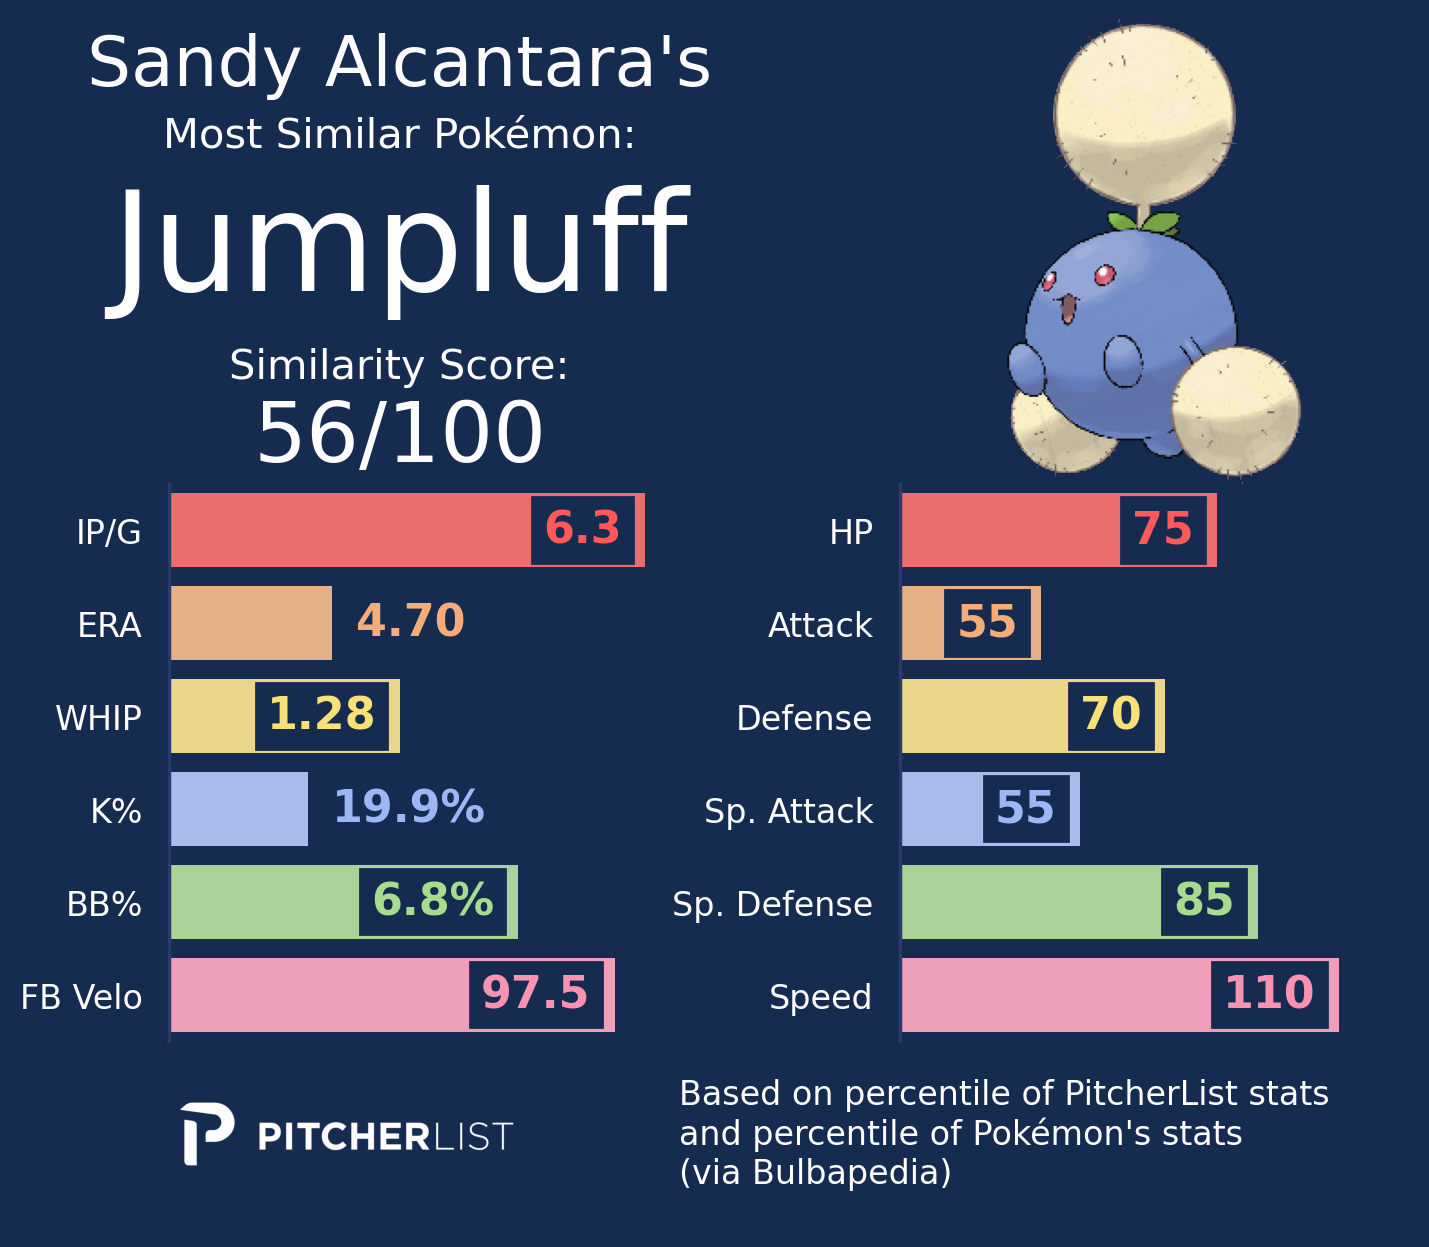 Sandy Alcantara's
Most Similar Pokémon:
Jumpluff
Similarity Score:
56/100
IP/G 6.3
ERA 4.70
WHIP 1.28
K% 19.9%
BB% 6.8%
FB Velo 97.5
HP 75
Attack 55
Defense 70
Sp. Attack 55
Sp. Defense 85
Speed 110
PITCHERLIST
Based on percentile of PitcherList stats
and percentile of Pokémon's stats
(via Bulbapedia)